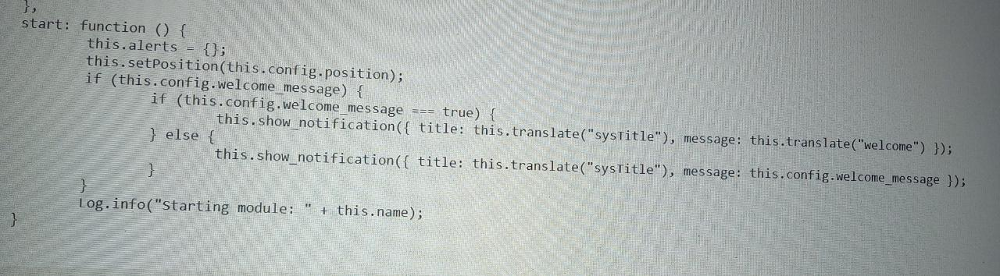 },
start: function () {
this.alerts = {};
this.setPosition(this.config.position);
if (this.config.welcome_message) {
if (this.config.welcome_message === true) {
this.show_notification({ title: this.translate("sysTitle"), message: this.translate("welcome") });
} else {
this.show_notification({ title: this.translate("sysTitle"), message: this.config.welcome_message });
}
}
Log.info("Starting module: " + this.name);
}